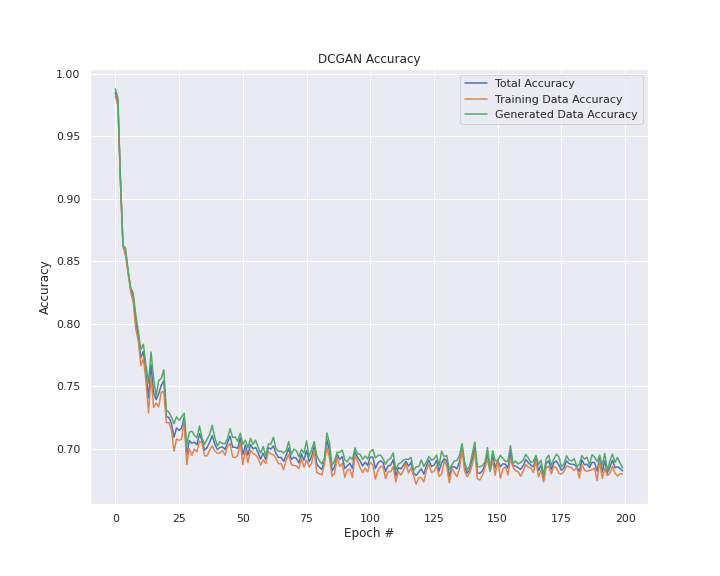 DCGAN Accuracy
1.00
0.95
0.90
0.85
0.80
0.75
0.70
Accuracy
Total Accuracy
Training Data Accuracy
Generated Data Accuracy
0 25 50 75 100 125 150 175 200
Epoch #